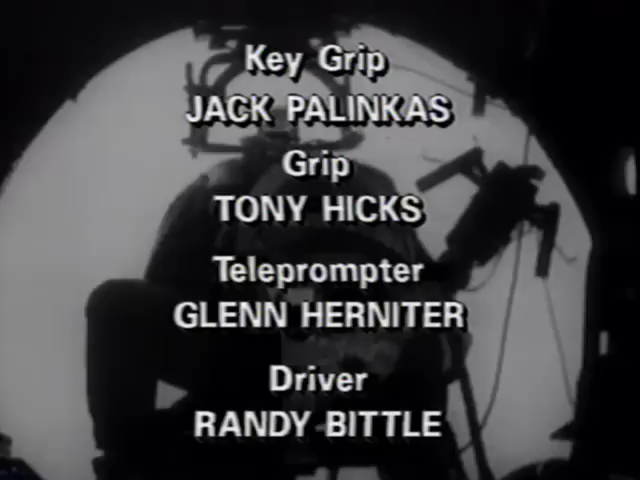 Key Grip
JACK PALINKAS
Grip
TONY HICKS
Teleprompter
GLENN HERNITER
Driver
RANDY BITTLE